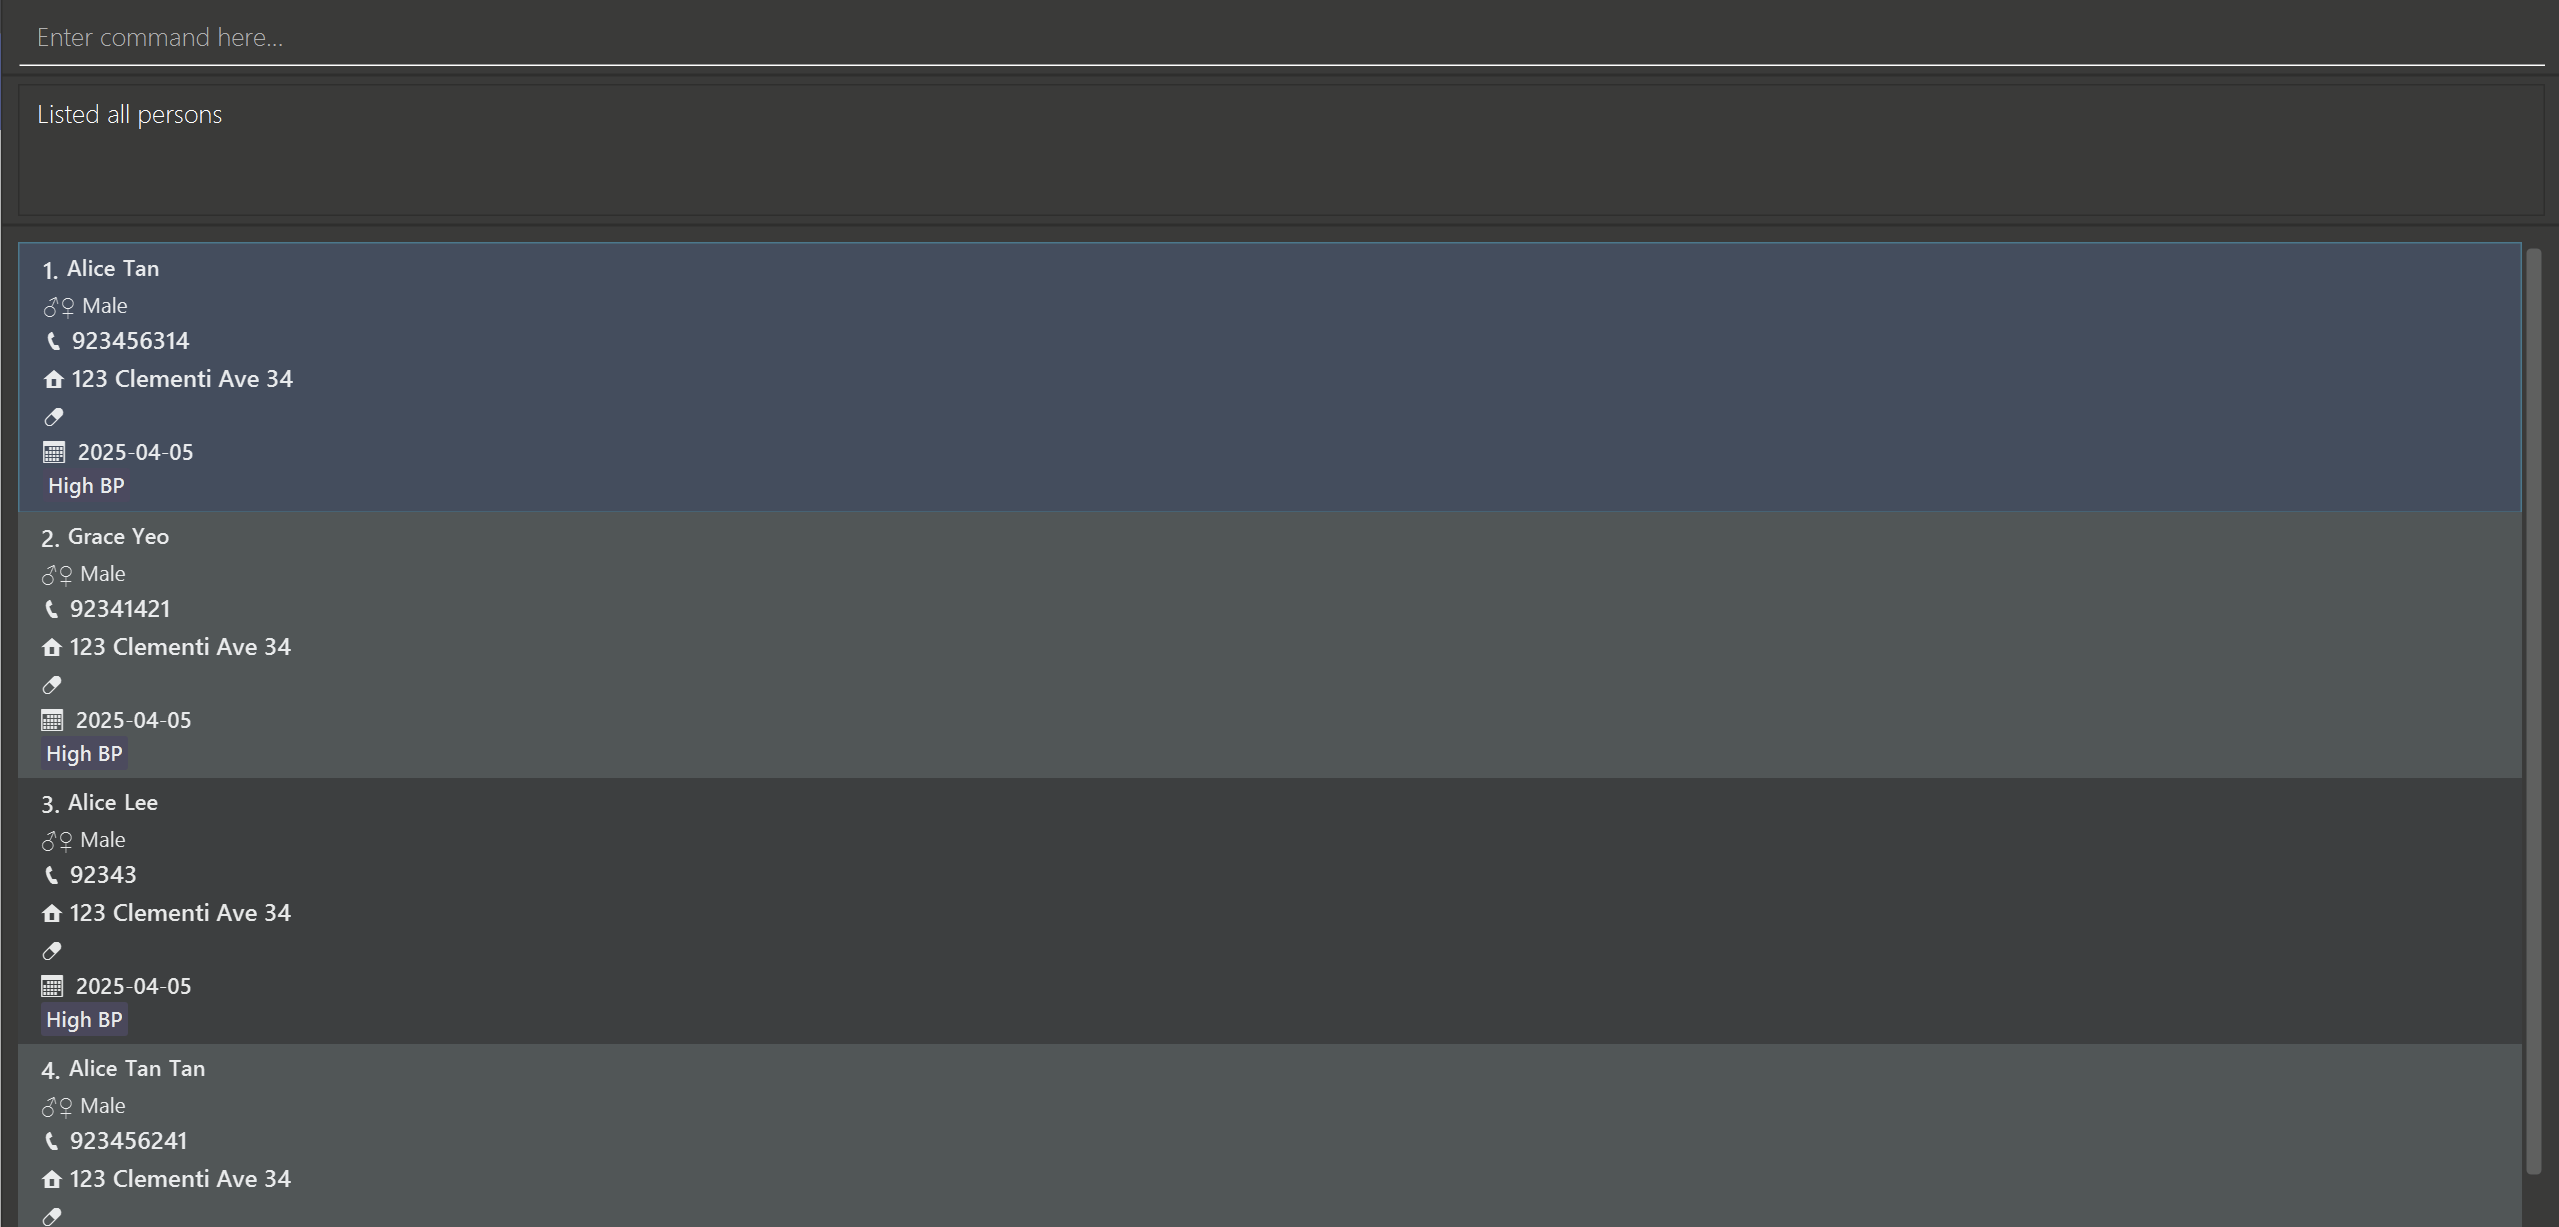 Enter command here...
Listed all persons
1. Alice Tan
Male
923456314
123 Clementi Ave 34
2025-04-05
High BP
2. Grace Yeo
Male
92341421
123 Clementi Ave 34
2025-04-05
High BP
3. Alice Lee
Male
92343
123 Clementi Ave 34
2025-04-05
High BP
4. Alice Tan Tan
Male
923456241
123 Clementi Ave 34